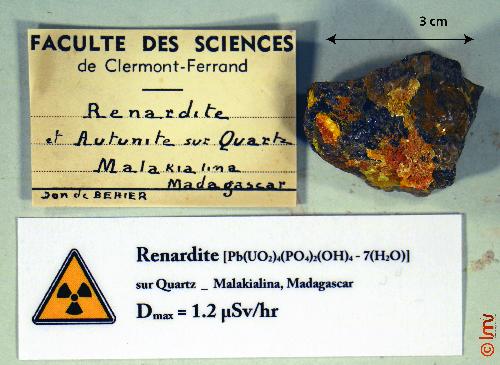 FACULTE DES SCIENCES
de Clermont-Ferrand
Renardite
et Autunite sur Quartz
Malakialina
Madagascar
Don de BEHIER
3 cm
Renardite [Pb(UO₂)₄(PO₄)₂(OH)₄ - 7(H₂O)]
sur Quartz _ Malakialina, Madagascar
Dmax = 1.2 µSv/hr
© lmv